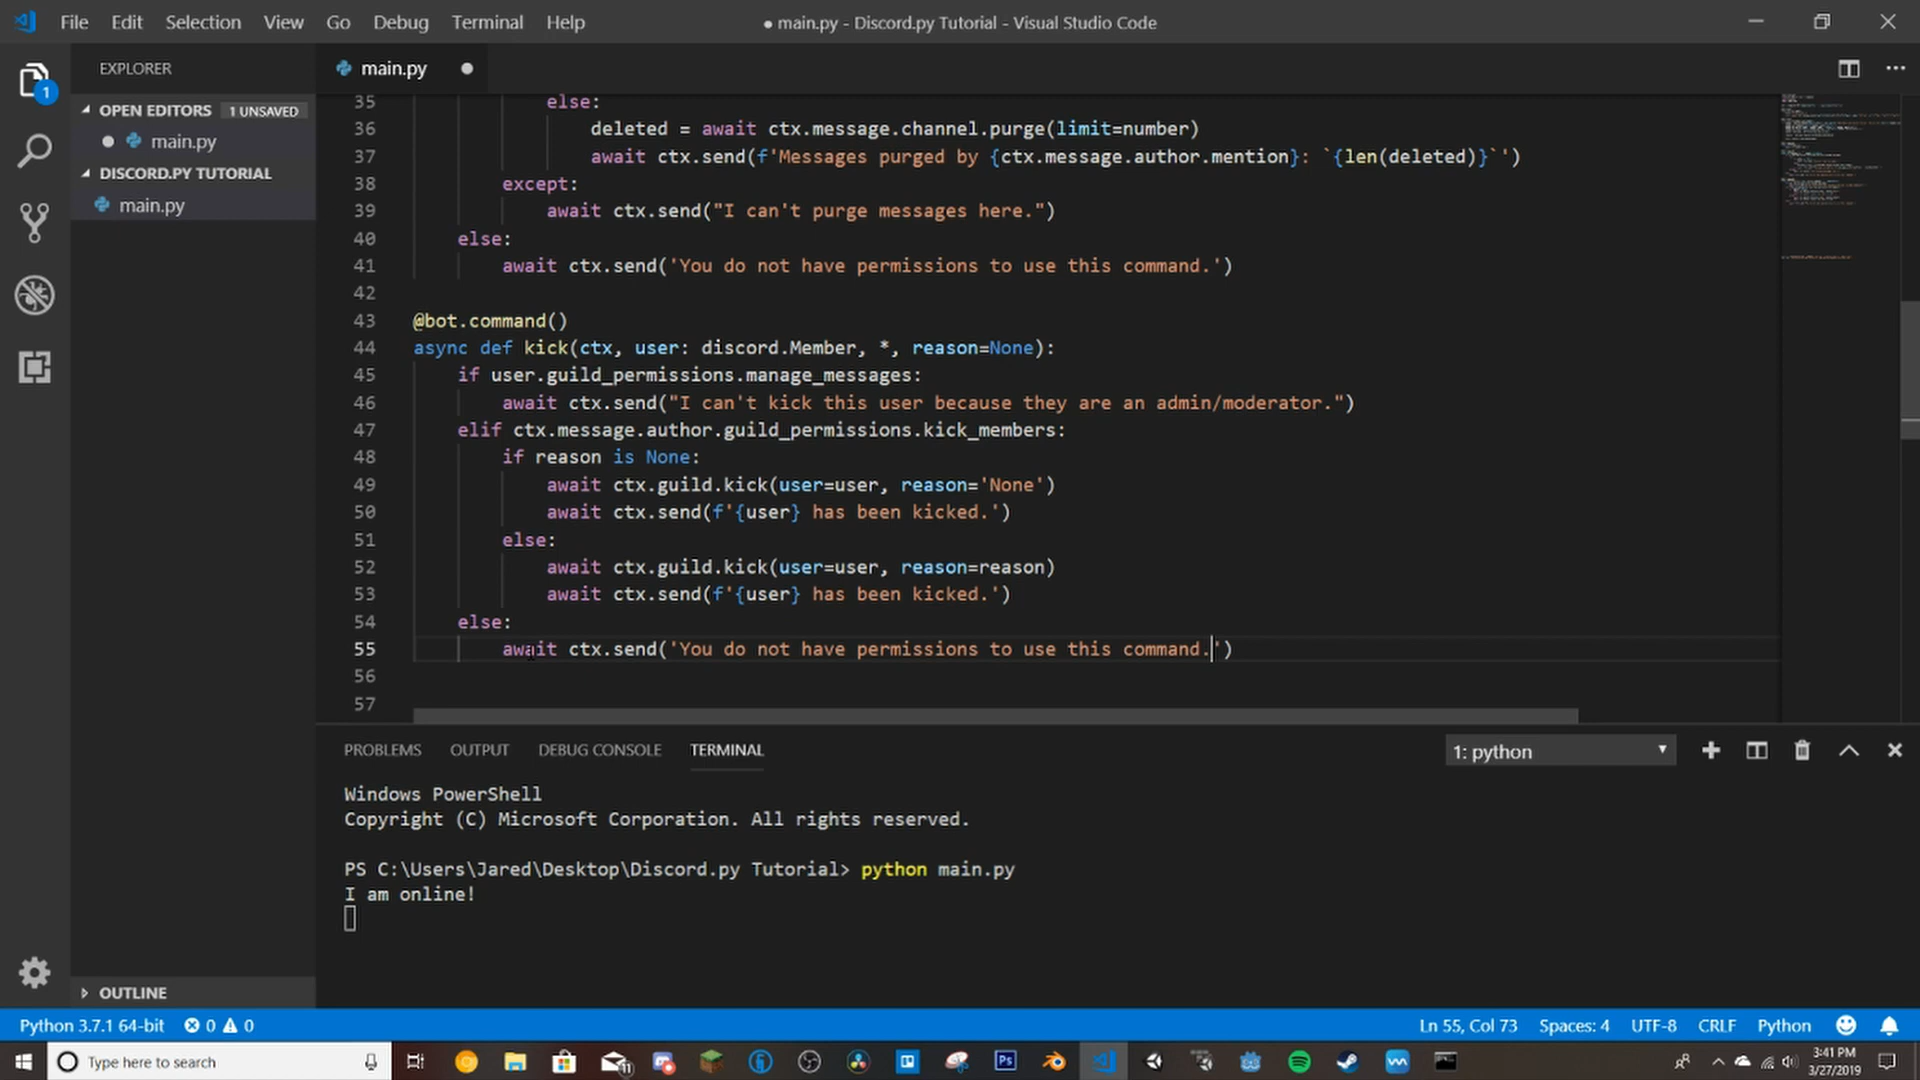 File Edit Selection View Go Debug Terminal Help
● main.py - Discord.py Tutorial - Visual Studio Code
EXPLORER
main.py
OPEN EDITORS 1 UNSAVED
main.py
DISCORD.PY TUTORIAL
main.py
1
35 else:
36 deleted = await ctx.message.channel.purge(limit=number)
37 await ctx.send(f'Messages purged by {ctx.message.author.mention}: `{len(deleted)}`')
38 except:
39 await ctx.send("I can't purge messages here.")
40 else:
41 await ctx.send('You do not have permissions to use this command.')
42
43 @bot.command()
44 async def kick(ctx, user: discord.Member, *, reason=None):
45 if user.guild_permissions.manage_messages:
46 await ctx.send("I can't kick this user because they are an admin/moderator.")
47 elif ctx.message.author.guild_permissions.kick_members:
48 if reason is None:
49 await ctx.guild.kick(user=user, reason='None')
50 await ctx.send(f'{user} has been kicked.')
51 else:
52 await ctx.guild.kick(user=user, reason=reason)
53 await ctx.send(f'{user} has been kicked.')
54 else:
55 await ctx.send('You do not have permissions to use this command.')
56
57
PROBLEMS OUTPUT DEBUG CONSOLE TERMINAL
1: python
Windows PowerShell
Copyright (C) Microsoft Corporation. All rights reserved.
PS C:\Users\Jared\Desktop\Discord.py Tutorial> python main.py
I am online!
OUTLINE
Python 3.7.1 64-bit 0 0
Ln 55, Col 73 Spaces: 4 UTF-8 CRLF Python
Type here to search
11
Ps
3:41 PM
3/27/2019